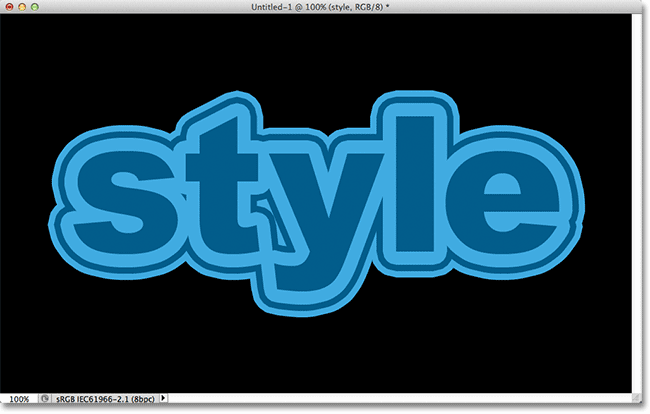 Untitled-1 @ 100% (style, RGB/8) *
style
100%
sRGB IEC61966-2.1 (8bpc)